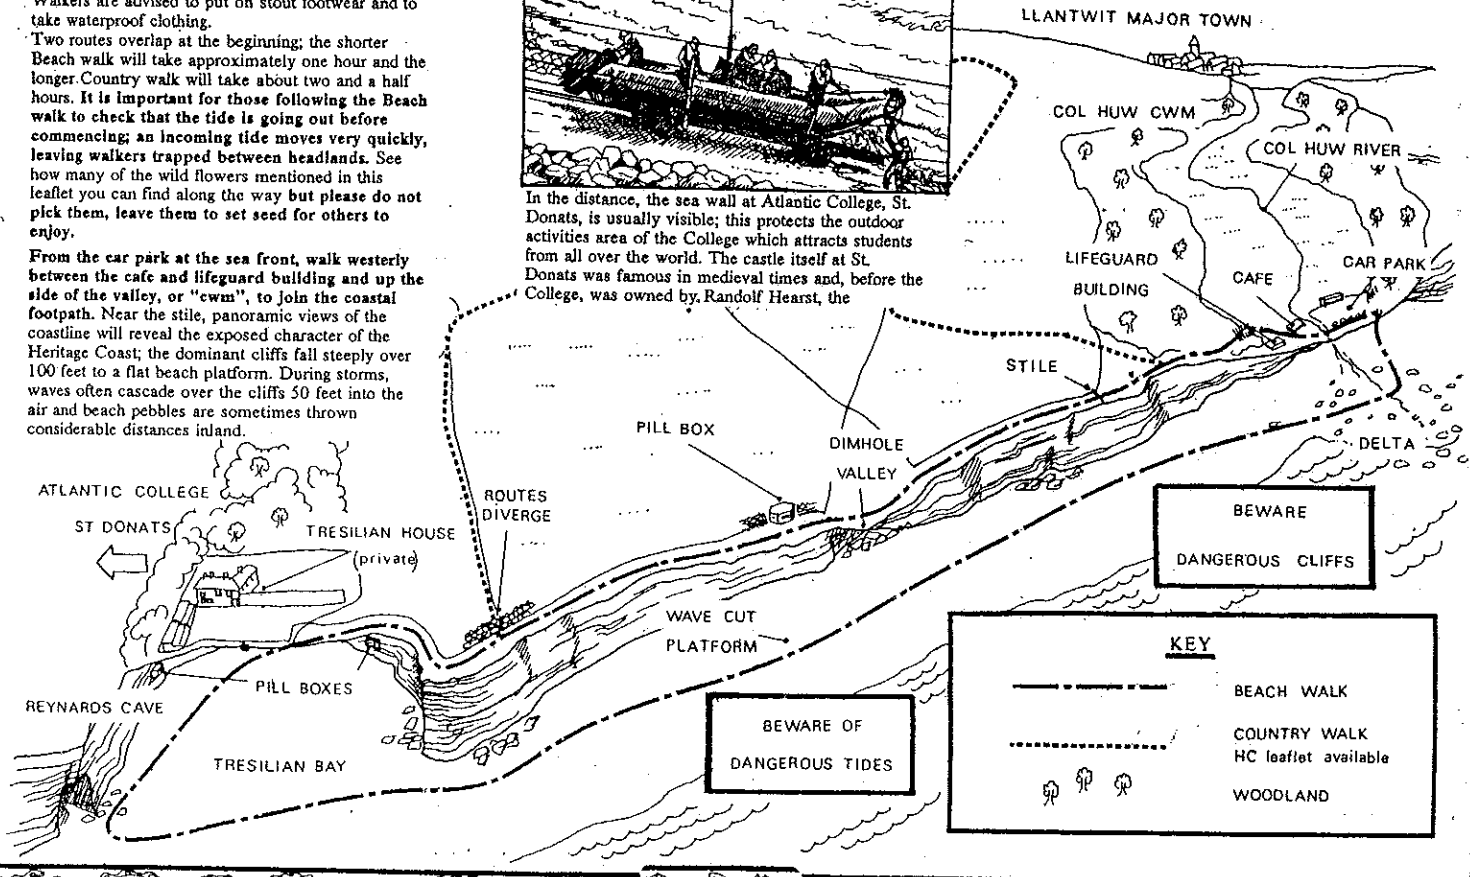 Walkers are advised to put on stout footwear and to
take waterproof clothing.
Two routes overlap at the beginning; the shorter
Beach walk will take approximately one hour and the
longer Country walk will take about two and a half
hours. It is important for those following the Beach
walk to check that the tide is going out before
commencing; an incoming tide moves very quickly,
leaving walkers trapped between headlands. See
how many of the wild flowers mentioned in this
leaflet you can find along the way but please do not
pick them, leave them to set seed for others to
enjoy.
From the car park at the sea front, walk westerly
between the cafe and lifeguard building and up the
side of the valley, or "cwm", to join the coastal
footpath. Near the stile, panoramic views of the
coastline will reveal the exposed character of the
Heritage Coast; the dominant cliffs fall steeply over
100 feet to a flat beach platform. During storms,
waves often cascade over the cliffs 50 feet into the
air and beach pebbles are sometimes thrown
considerable distances inland.
In the distance, the sea wall at Atlantic College, St.
Donats, is usually visible; this protects the outdoor
activities area of the College which attracts students
from all over the world. The castle itself at St.
Donats was famous in medieval times and, before the
College, was owned by, Randolf Hearst, the
LLANTWIT MAJOR TOWN
COL HUW CWM
COL HUW RIVER
LIFEGUARD
BUILDING
CAFE
CAR PARK
STILE
PILL BOX
DIMHOLE
VALLEY
DELTA
ATLANTIC COLLEGE
ST DONATS
TRESILIAN HOUSE
(private)
ROUTES
DIVERGE
BEWARE
DANGEROUS CLIFFS
WAVE CUT
PLATFORM
PILL BOXES
REYNARDS CAVE
TRESILIAN BAY
BEWARE OF
DANGEROUS TIDES
KEY
BEACH WALK
COUNTRY WALK
HC leaflet available
WOODLAND